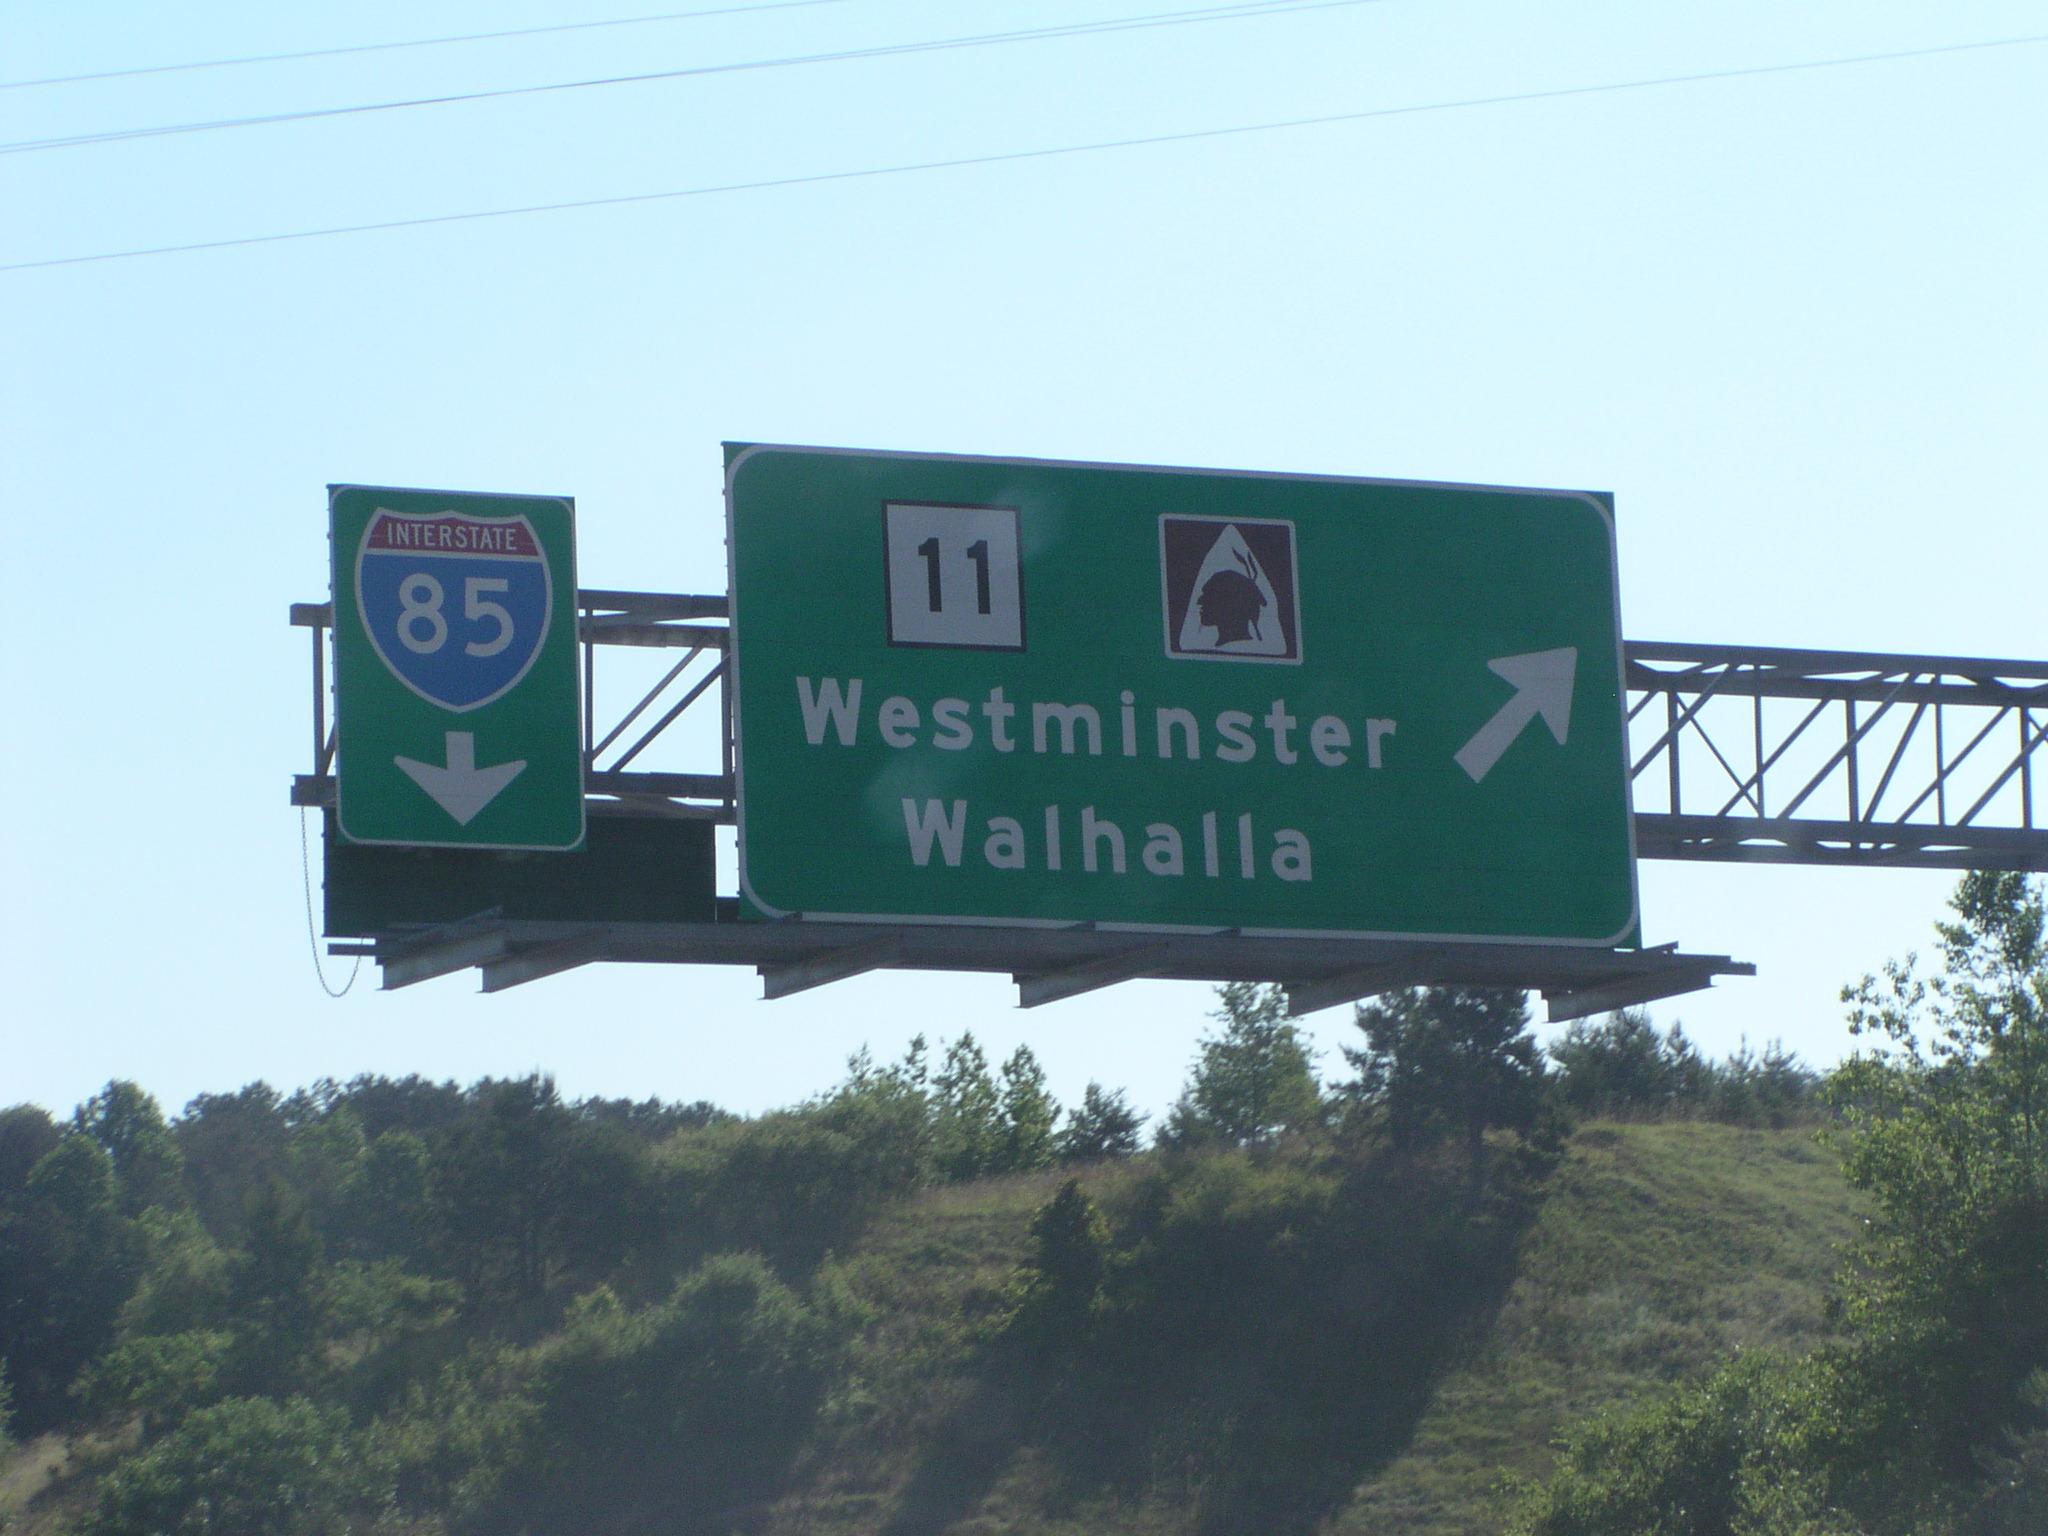 INTERSTATE
85
11
Westminster
Walhalla